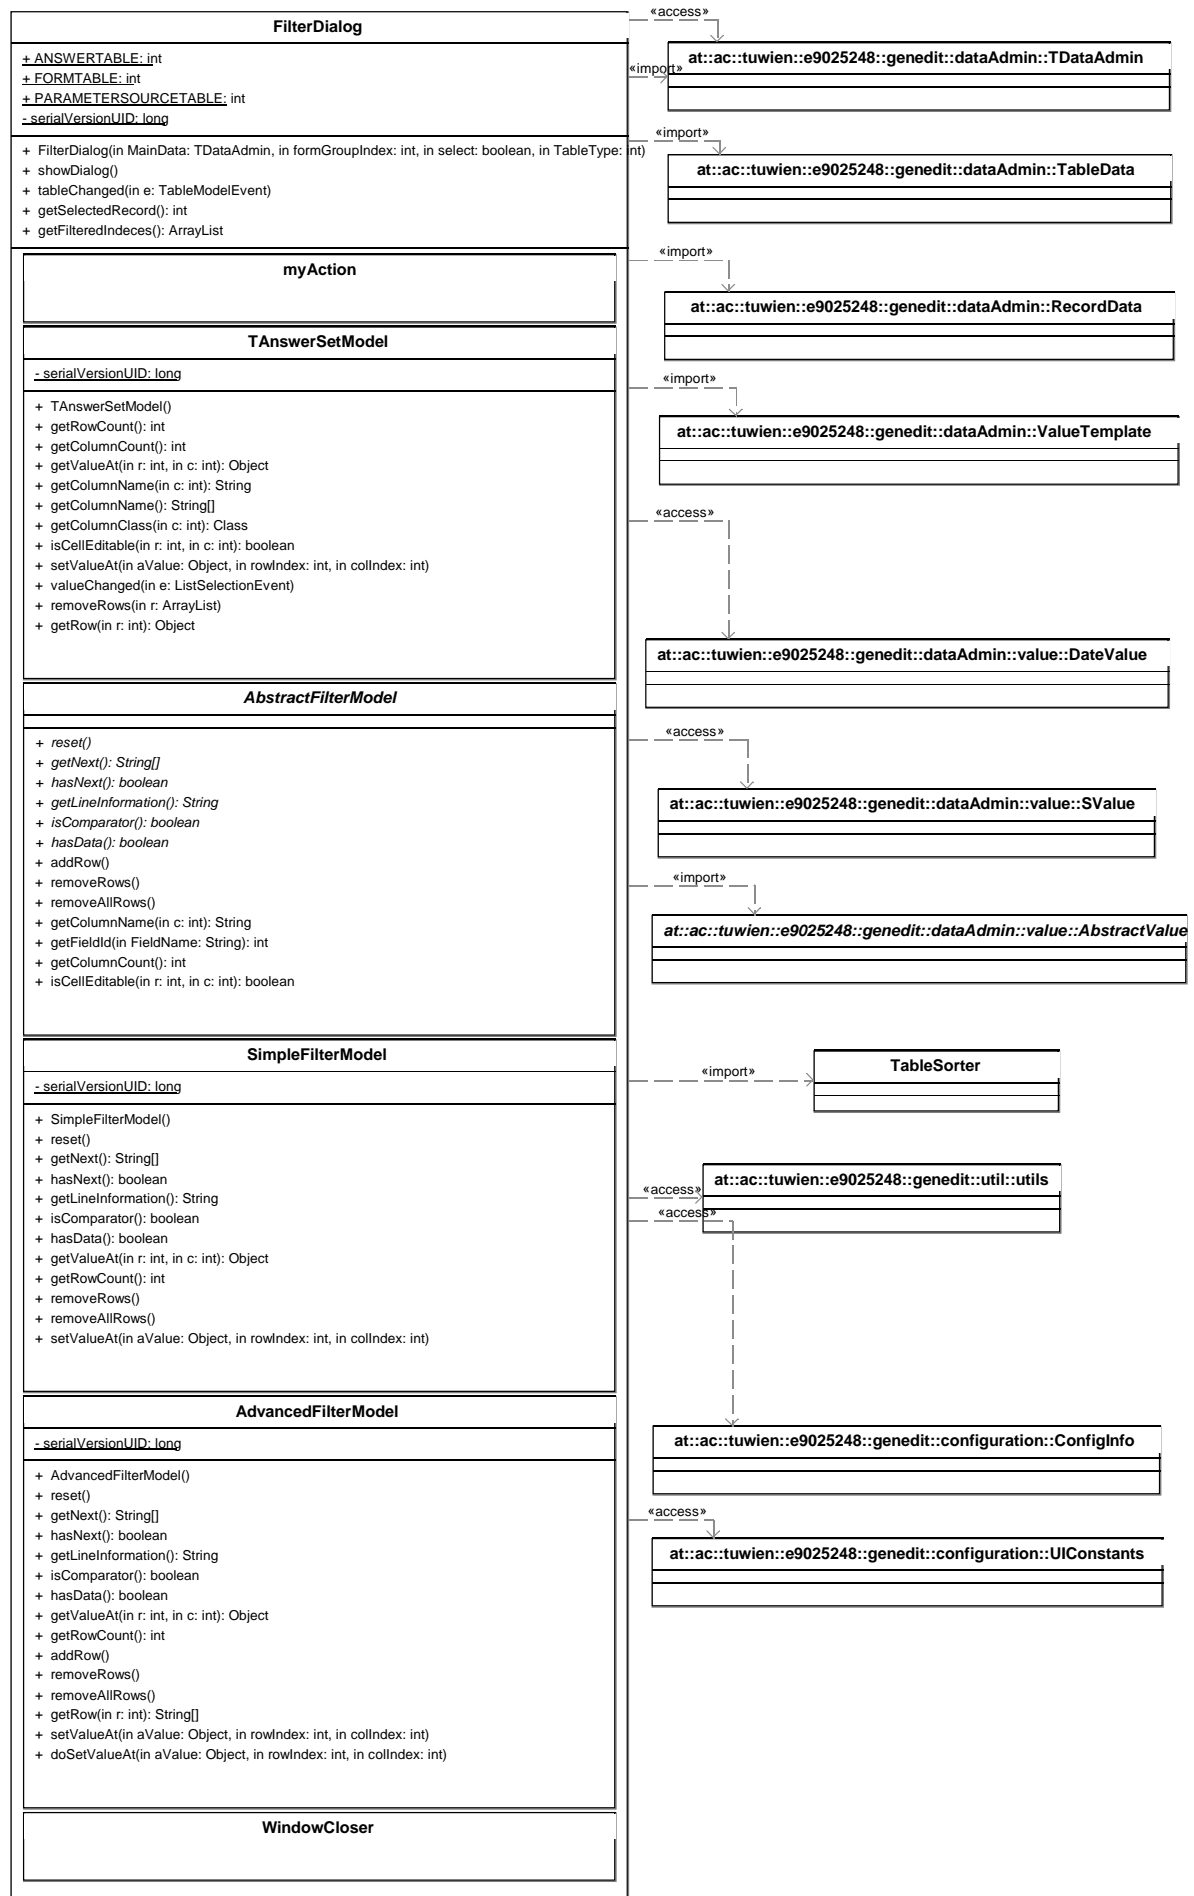 FilterDialog
+ ANSWERTABLE: int
+ FORMTABLE: int
+ PARAMETERSOURCETABLE: int
- serialVersionUID: long
+ FilterDialog(in MainData: TDataAdmin, in formGroupIndex: int, in select: boolean, in TableType: int)
+ showDialog()
+ tableChanged(in e: TableModelEvent)
+ getSelectedRecord(): int
+ getFilteredIndeces(): ArrayList
myAction
TAnswerSetModel
- serialVersionUID: long
+ TAnswerSetModel()
+ getRowCount(): int
+ getColumnCount(): int
+ getValueAt(in r: int, in c: int): Object
+ getColumnName(in c: int): String
+ getColumnName(): String[]
+ getColumnClass(in c: int): Class
+ isCellEditable(in r: int, in c: int): boolean
+ setValueAt(in aValue: Object, in rowIndex: int, in colIndex: int)
+ valueChanged(in e: ListSelectionEvent)
+ removeRows(in r: ArrayList)
+ getRow(in r: int): Object
AbstractFilterModel
+ reset()
+ getNext(): String[]
+ hasNext(): boolean
+ getLineInformation(): String
+ isComparator(): boolean
+ hasData(): boolean
+ addRow()
+ removeRows()
+ removeAllRows()
+ getColumnName(in c: int): String
+ getFieldId(in FieldName: String): int
+ getColumnCount(): int
+ isCellEditable(in r: int, in c: int): boolean
SimpleFilterModel
- serialVersionUID: long
+ SimpleFilterModel()
+ reset()
+ getNext(): String[]
+ hasNext(): boolean
+ getLineInformation(): String
+ isComparator(): boolean
+ hasData(): boolean
+ getValueAt(in r: int, in c: int): Object
+ getRowCount(): int
+ removeRows()
+ removeAllRows()
+ setValueAt(in aValue: Object, in rowIndex: int, in colIndex: int)
AdvancedFilterModel
- serialVersionUID: long
+ AdvancedFilterModel()
+ reset()
+ getNext(): String[]
+ hasNext(): boolean
+ getLineInformation(): String
+ isComparator(): boolean
+ hasData(): boolean
+ getValueAt(in r: int, in c: int): Object
+ getRowCount(): int
+ addRow()
+ removeRows()
+ removeAllRows()
+ getRow(in r: int): String[]
+ setValueAt(in aValue: Object, in rowIndex: int, in colIndex: int)
+ doSetValueAt(in aValue: Object, in rowIndex: int, in colIndex: int)
WindowCloser
«access»
at::ac::tuwien::e9025248::genedit::dataAdmin::TDataAdmin
«import»
«import»
at::ac::tuwien::e9025248::genedit::dataAdmin::TableData
«import»
at::ac::tuwien::e9025248::genedit::dataAdmin::RecordData
«import»
at::ac::tuwien::e9025248::genedit::dataAdmin::ValueTemplate
«access»
at::ac::tuwien::e9025248::genedit::dataAdmin::value::DateValue
«access»
at::ac::tuwien::e9025248::genedit::dataAdmin::value::SValue
«import»
at::ac::tuwien::e9025248::genedit::dataAdmin::value::AbstractValue
«import»
TableSorter
«access»
at::ac::tuwien::e9025248::genedit::util::utils
«access»
at::ac::tuwien::e9025248::genedit::configuration::ConfigInfo
«access»
at::ac::tuwien::e9025248::genedit::configuration::UIConstants